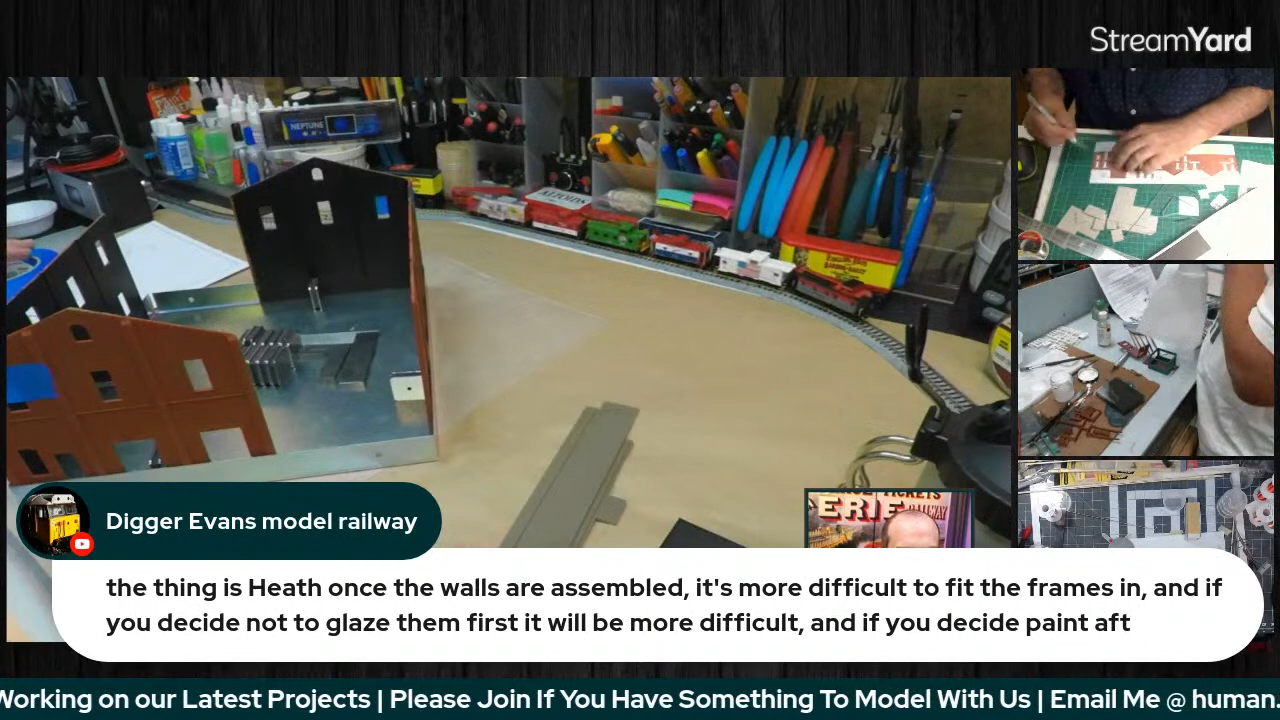 StreamYard
NEPTUNE
ERIE
Digger Evans model railway
the thing is Heath once the walls are assembled, it's more difficult to fit the frames in, and if
you decide not to glaze them first it will be more difficult, and if you decide paint aft
Working on our Latest Projects | Please Join If You Have Something To Model With Us | Email Me @ human.